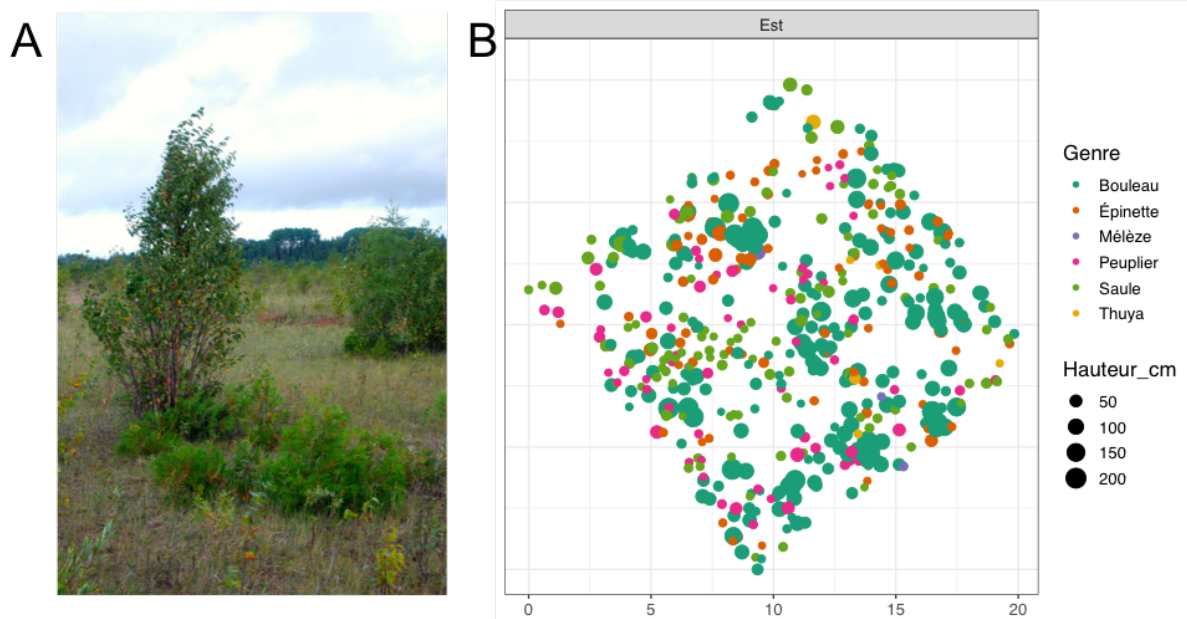 A
B
Est
Genre
Bouleau
Épinette
Mélèze
Peuplier
Saule
Thuya
Hauteur_cm
50
100
150
200
0 5 10 15 20